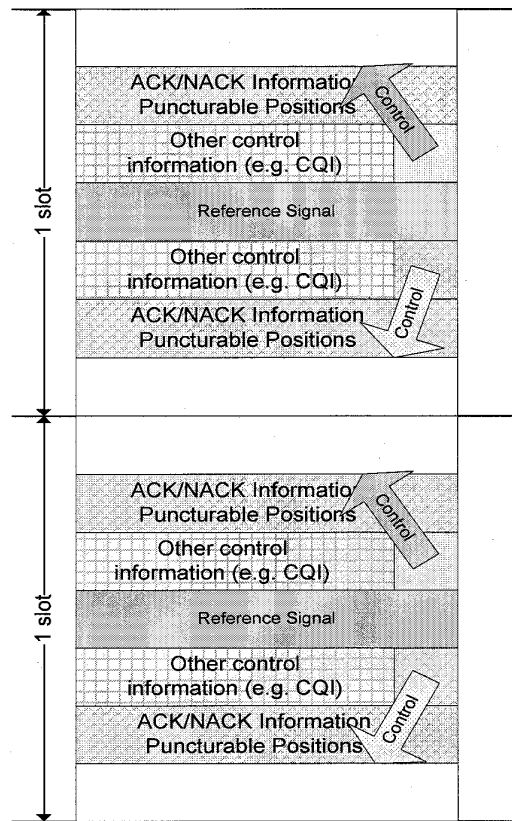 1 slot
ACK/NACK Information
Puncturable Positions
Control
Other control
information (e.g. CQI)
Reference Signal
Other control
information (e.g. CQI)
ACK/NACK Information
Puncturable Positions
Control
1 slot
ACK/NACK Information
Puncturable Positions
Control
Other control
information (e.g. CQI)
Reference Signal
Other control
information (e.g. CQI)
ACK/NACK Information
Puncturable Positions
Control